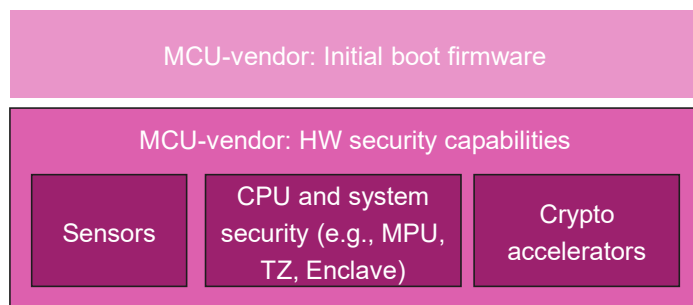 MCU-vendor: Initial boot firmware
MCU-vendor: HW security capabilities
Sensors
CPU and system
security (e.g., MPU,
TZ, Enclave)
Crypto
accelerators